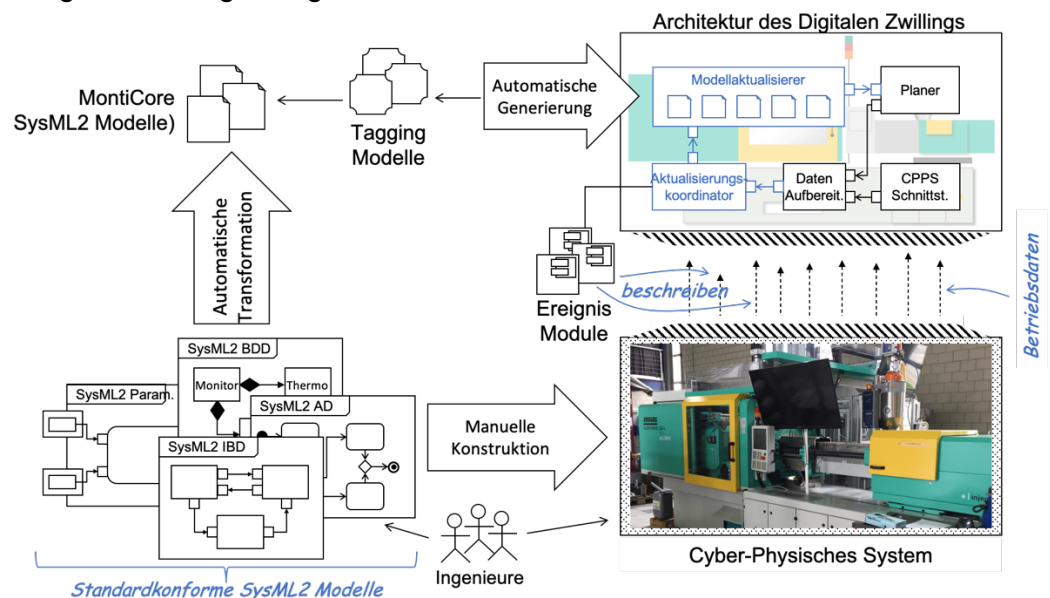 Architektur des Digitalen Zwillings
MontiCore
SysML2 Modelle)
Tagging
Modelle
Automatische
Generierung
Modellaktualisierer
Planer
Aktualisierungs-
koordinator
Daten
Aufbereit.
CPPS
Schnittst.
Automatische
Transformation
Ereignis
Module
beschreiben
Betriebsdaten
SysML2 BDD
Monitor
Thermo
SysML2 Param.
SysML2 AD
SysML2 IBD
Manuelle
Konstruktion
Ingenieure
Cyber-Physisches System
Standardkonforme SysML2 Modelle